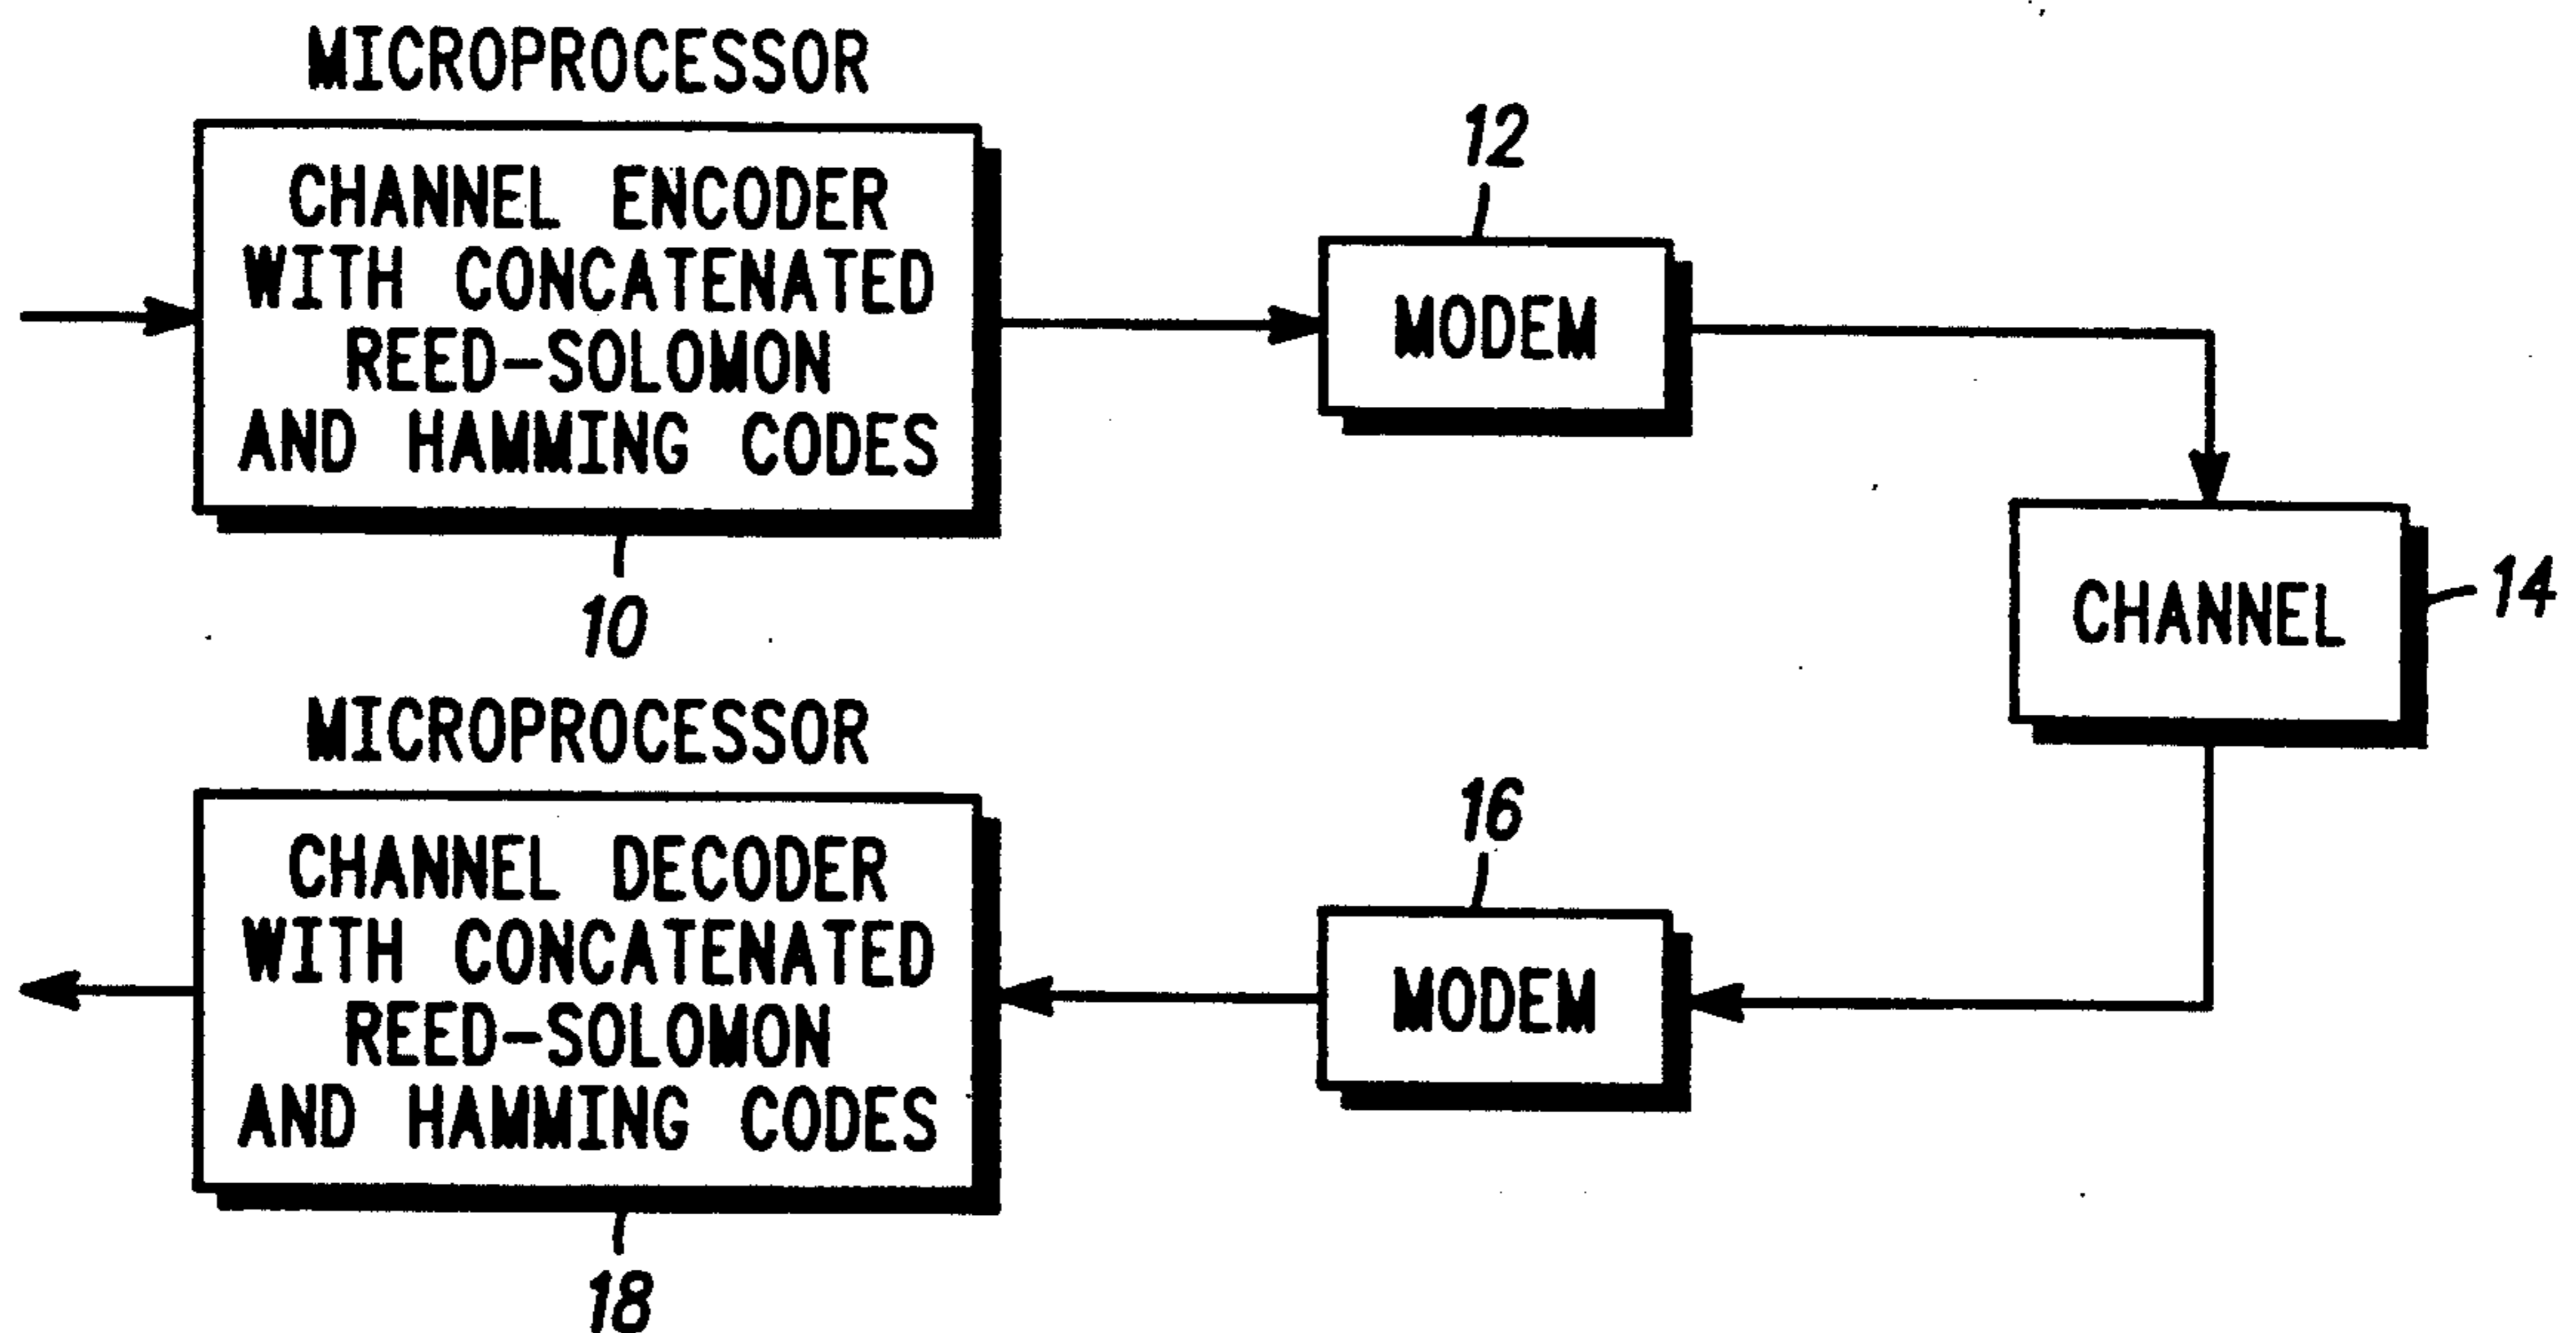 MICROPROCESSOR
CHANNEL ENCODER
WITH CONCATENATED
REED-SOLOMON
AND HAMMING CODES
10
12
MODEM
CHANNEL
14
MICROPROCESSOR
CHANNEL DECODER
WITH CONCATENATED
REED-SOLOMON
AND HAMMING CODES
18
16
MODEM